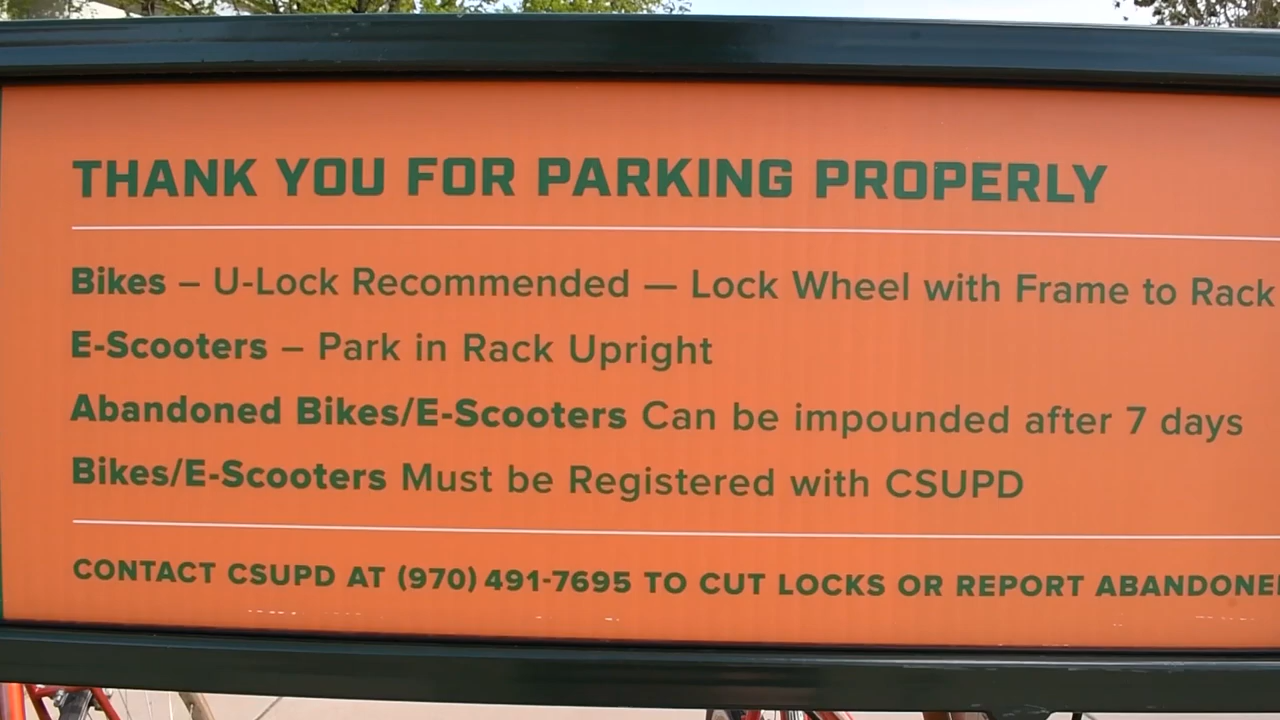 THANK YOU FOR PARKING PROPERLY
Bikes – U-Lock Recommended — Lock Wheel with Frame to Rack
E-Scooters – Park in Rack Upright
Abandoned Bikes/E-Scooters Can be impounded after 7 days
Bikes/E-Scooters Must be Registered with CSUPD
CONTACT CSUPD AT (970) 491-7695 TO CUT LOCKS OR REPORT